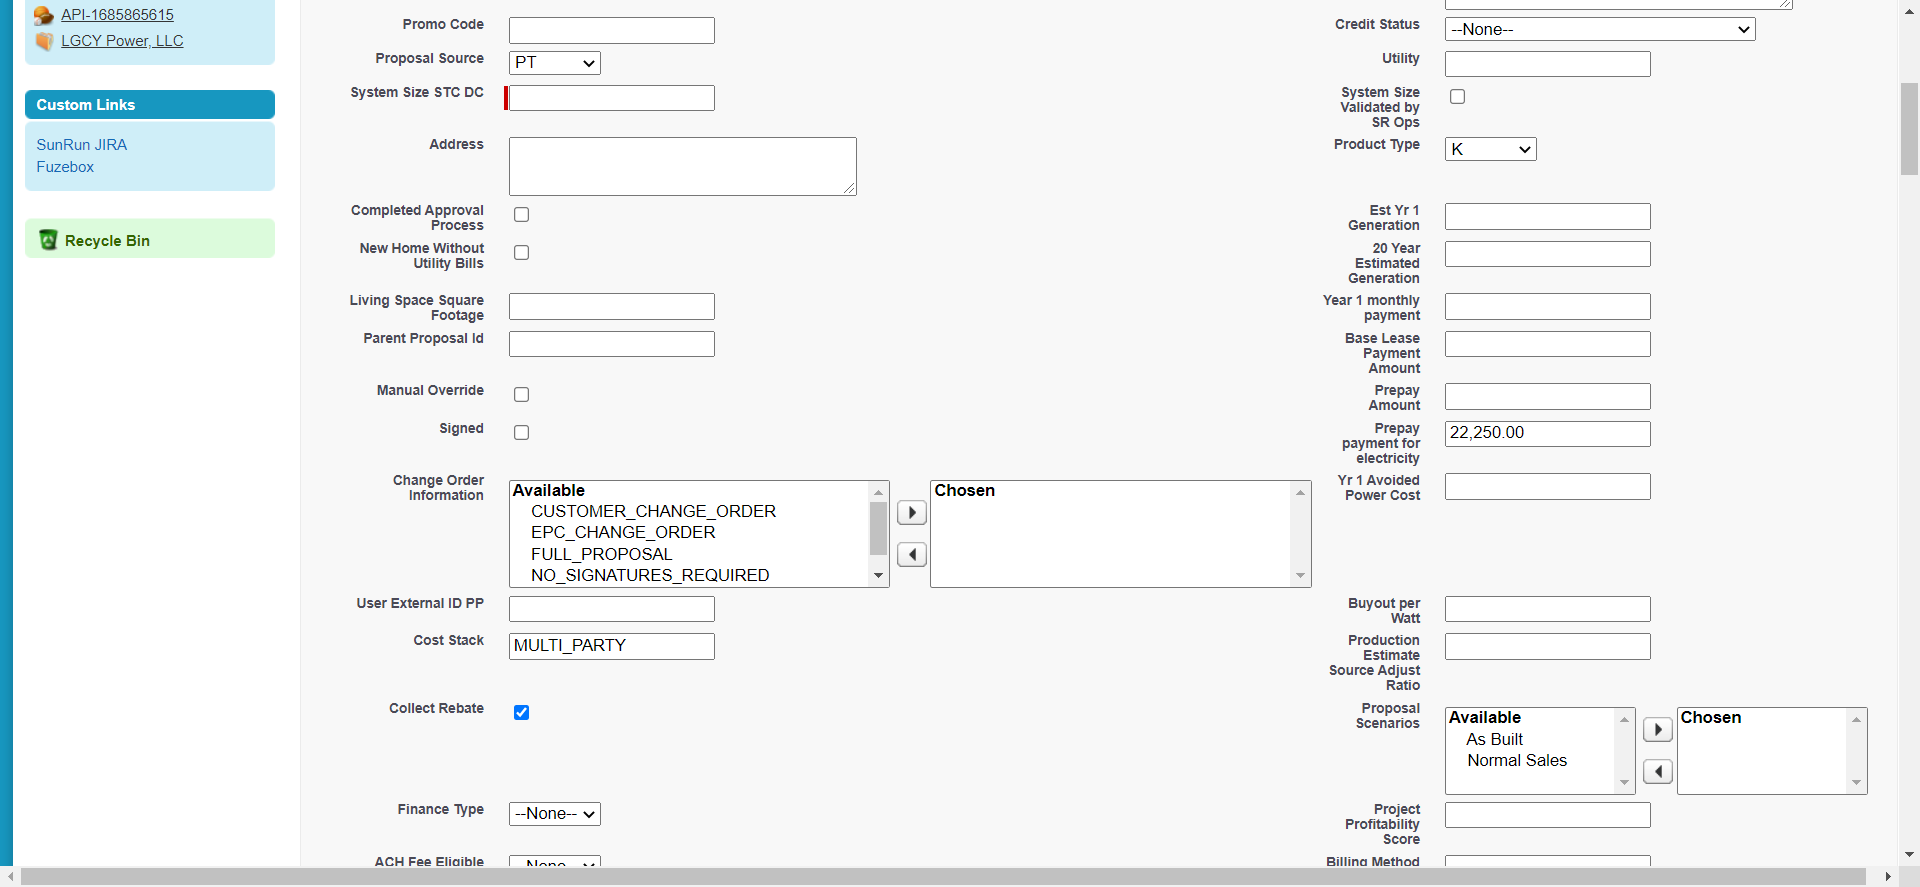 API-1685865615
LGCY Power, LLC
Custom Links
SunRun JIRA
Fuzebox
Recycle Bin
Promo Code
Proposal Source
PT
System Size STC DC
Address
Completed Approval
Process
New Home Without
Utility Bills
Living Space Square
Footage
Parent Proposal Id
Manual Override
Signed
Change Order
Information
Available
CUSTOMER_CHANGE_ORDER
EPC_CHANGE_ORDER
FULL_PROPOSAL
NO_SIGNATURES_REQUIRED
Chosen
User External ID PP
Cost Stack
MULTI_PARTY
Collect Rebate
Finance Type
--None--
ACH Fee Eligible
--None--
Credit Status
--None--
Utility
System Size
Validated by
SR Ops
Product Type
K
Est Yr 1
Generation
20 Year
Estimated
Generation
Year 1 monthly
payment
Base Lease
Payment
Amount
Prepay
Amount
Prepay
payment for
electricity
22,250.00
Yr 1 Avoided
Power Cost
Buyout per
Watt
Production
Estimate
Source Adjust
Ratio
Proposal
Scenarios
Available
As Built
Normal Sales
Chosen
Project
Profitability
Score
Billing Method